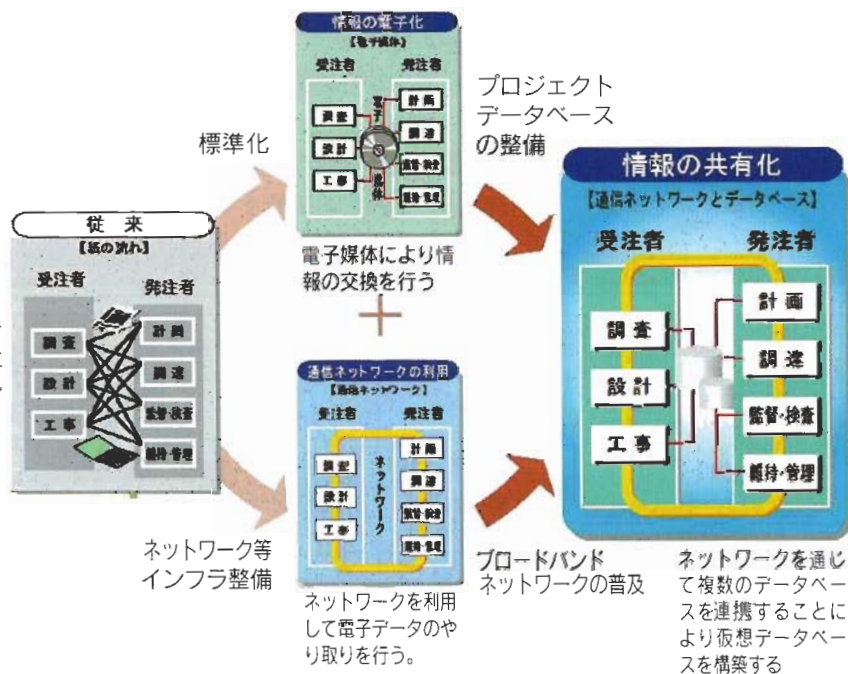 従来
【紙の流れ】
受注者
発注者
調査
設計
工事
計画
調達
監督・検査
維持・管理
標準化
ネットワーク等
インフラ整備
情報の電子化
【電子媒体】
受注者
発注者
調査
設計
工事
電子
媒体
計画
調達
監督・検査
維持・管理
電子媒体により情
報の交換を行う
+
通信ネットワークの利用
【通信ネットワーク】
受注者
発注者
調査
設計
工事
ネットワーク
計画
調達
監督・検査
維持・管理
ネットワークを利用
して電子データのや
り取りを行う。
プロジェクト
データベース
の整備
ブロードバンド
ネットワークの普及
情報の共有化
【通信ネットワークとデータベース】
受注者
発注者
調査
設計
工事
計画
調達
監督・検査
維持・管理
ネットワークを通じ
て複数のデータベー
スを連携することに
より仮想データベー
スを構築する